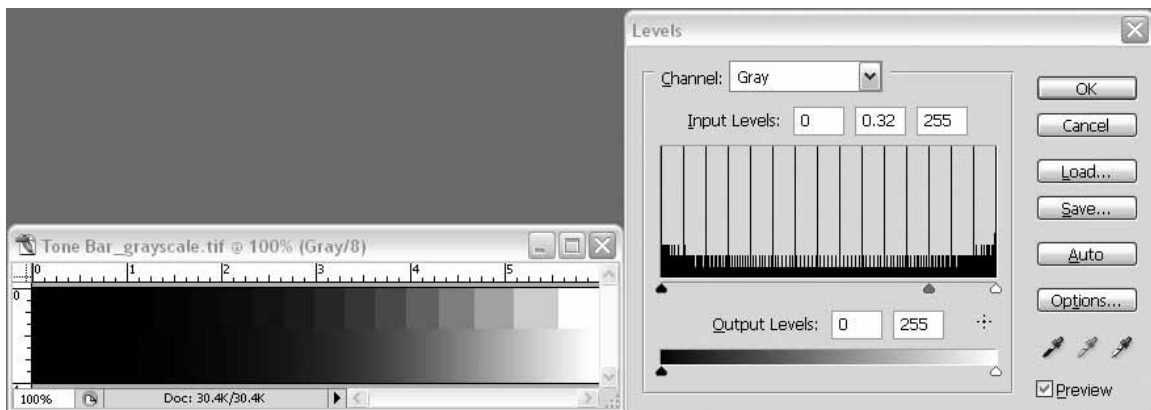 Levels
Channel: Gray
OK
Input Levels: 0 0.32 255
Cancel
Load...
Save...
Auto
Options...
Output Levels: 0 255
Preview
Tone Bar_grayscale.tif @ 100% (Gray/8)
0 1 2 3 4 5
0
100% Doc: 30.4K/30.4K